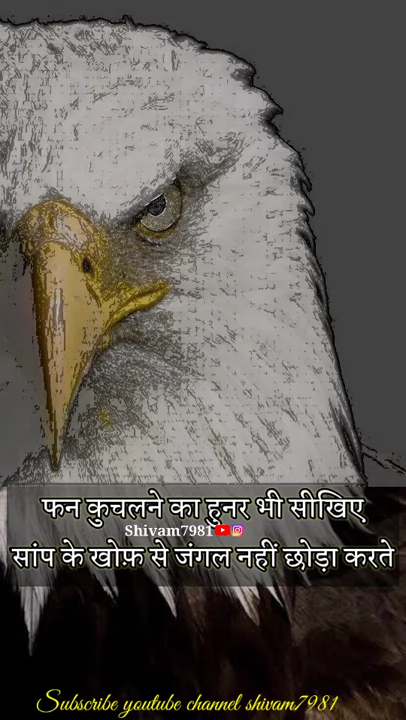 फन कुचलने का हुनर भी सीखिए
Shivam7981
सांप के खोफ़ से जंगल नहीं छोड़ा करते
Subscribe youtube channel shivam7981